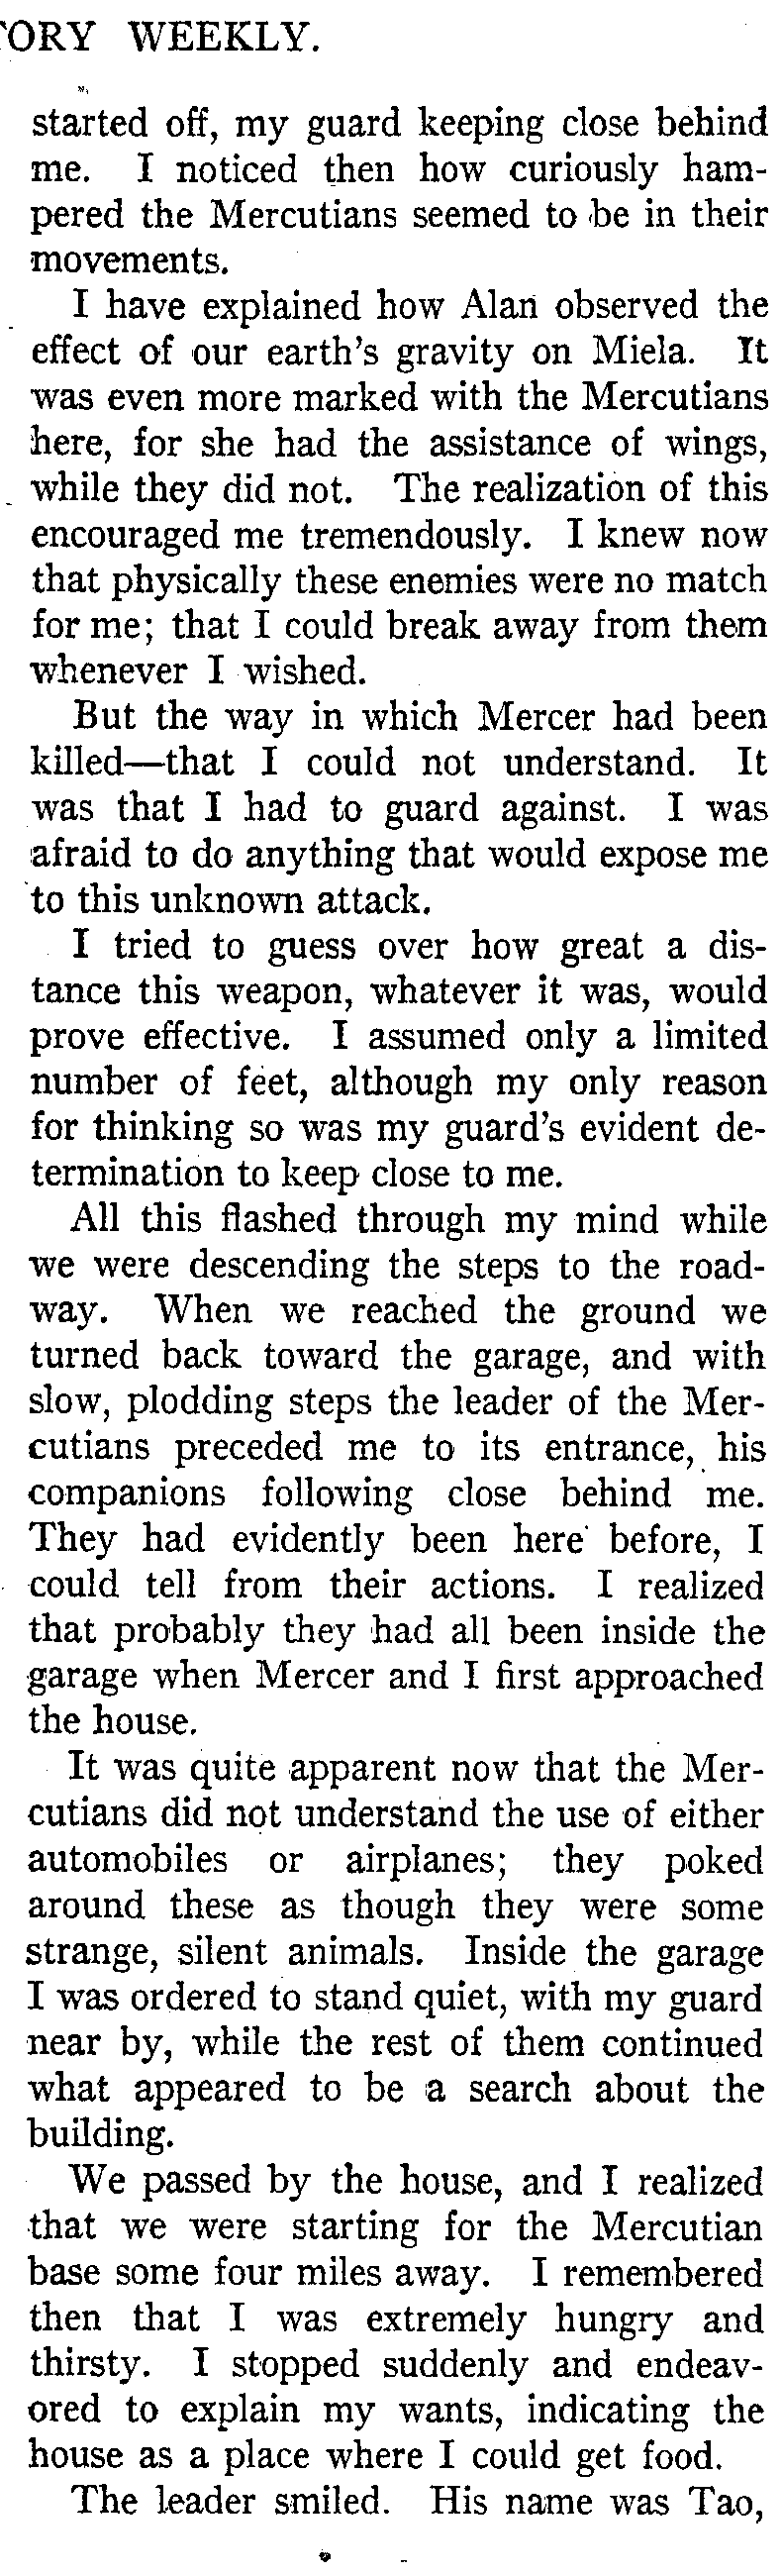 TORY WEEKLY.
started off, my guard keeping close behind
me. I noticed then how curiously ham-
pered the Mercutians seemed to be in their
movements.
I have explained how Alan observed the
effect of our earth's gravity on Miela. It
was even more marked with the Mercutians
here, for she had the assistance of wings,
while they did not. The realization of this
encouraged me tremendously. I knew now
that physically these enemies were no match
for me; that I could break away from them
whenever I wished.
But the way in which Mercer had been
killed—that I could not understand. It
was that I had to guard against. I was
afraid to do anything that would expose me
to this unknown attack.
I tried to guess over how great a dis-
tance this weapon, whatever it was, would
prove effective. I assumed only a limited
number of feet, although my only reason
for thinking so was my guard's evident de-
termination to keep close to me.
All this flashed through my mind while
we were descending the steps to the road-
way. When we reached the ground we
turned back toward the garage, and with
slow, plodding steps the leader of the Mer-
cutians preceded me to its entrance, his
companions following close behind me.
They had evidently been here before, I
could tell from their actions. I realized
that probably they had all been inside the
garage when Mercer and I first approached
the house.
It was quite apparent now that the Mer-
cutians did not understand the use of either
automobiles or airplanes; they poked
around these as though they were some
strange, silent animals. Inside the garage
I was ordered to stand quiet, with my guard
near by, while the rest of them continued
what appeared to be a search about the
building.
We passed by the house, and I realized
that we were starting for the Mercutian
base some four miles away. I remembered
then that I was extremely hungry and
thirsty. I stopped suddenly and endeav-
ored to explain my wants, indicating the
house as a place where I could get food.
The leader smiled. His name was Tao,